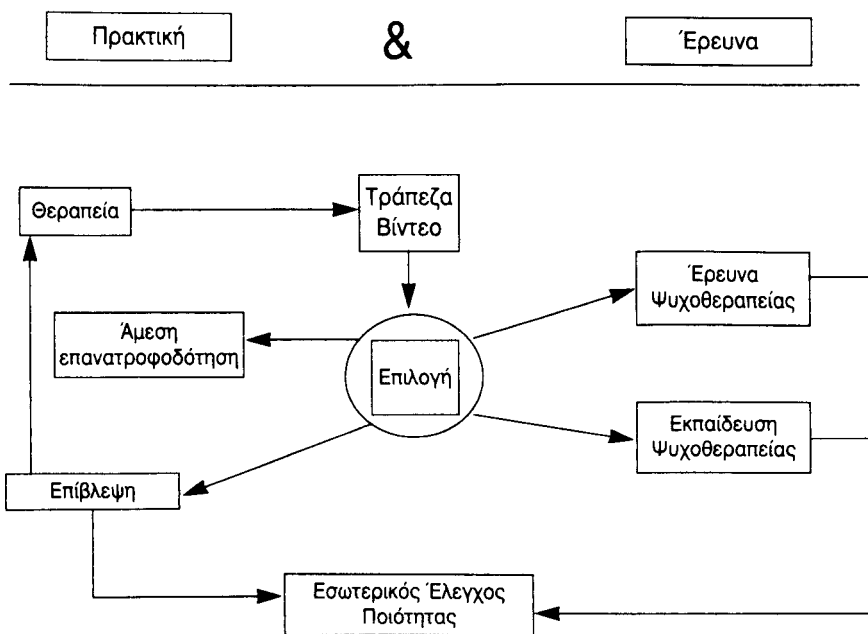 Πρακτική & Έρευνα
Θεραπεία
Τράπεζα
Βίντεο
Έρευνα
Ψυχοθεραπείας
Άμεση
επανατροφοδότηση
Επιλογή
Εκπαίδευση
Ψυχοθεραπείας
Επίβλεψη
Εσωτερικός Έλεγχος
Ποιότητας